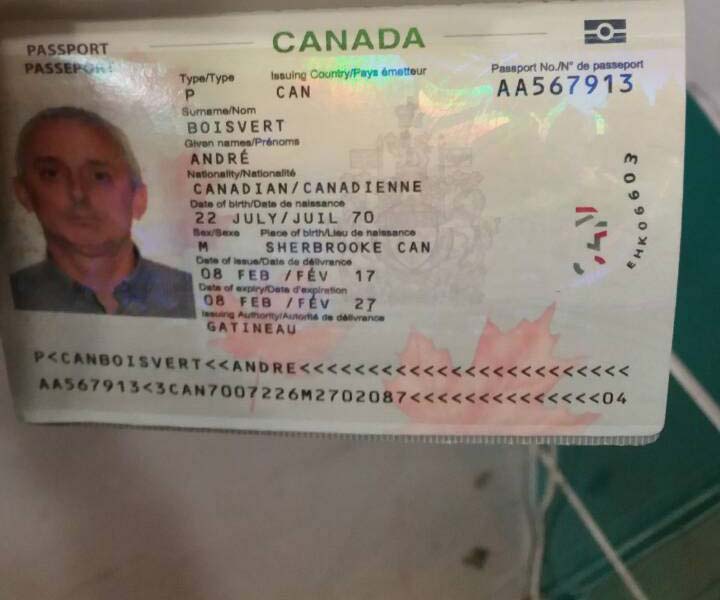 PASSPORT
PASSEPORT
CANADA
Type/Type
Issuing Country/Pays émetteur
Passport No./N° de passeport
P
CAN
AA567913
Surname/Nom
BOISVERT
Given names/Prénoms
ANDRÉ
Nationality/Nationalité
CANADIAN/CANADIENNE
Date of birth/Date de naissance
22 JULY/JUIL 70
Sex/Sexe
Place of birth/Lieu de naissance
M
SHERBROOKE CAN
Date of issue/Date de délivrance
08 FEB /FÉV 17
Date of expiry/Date d'expiration
08 FEB /FÉV 27
Issuing Authority/Autorité de délivrance
GATINEAU
EHK06603
P<CANBOISVERT<<ANDRE<<<<<<<<<<<<<<<<<<<<<<<<
AA567913<3CAN7007226M2702087<<<<<<<<<<<<<<04